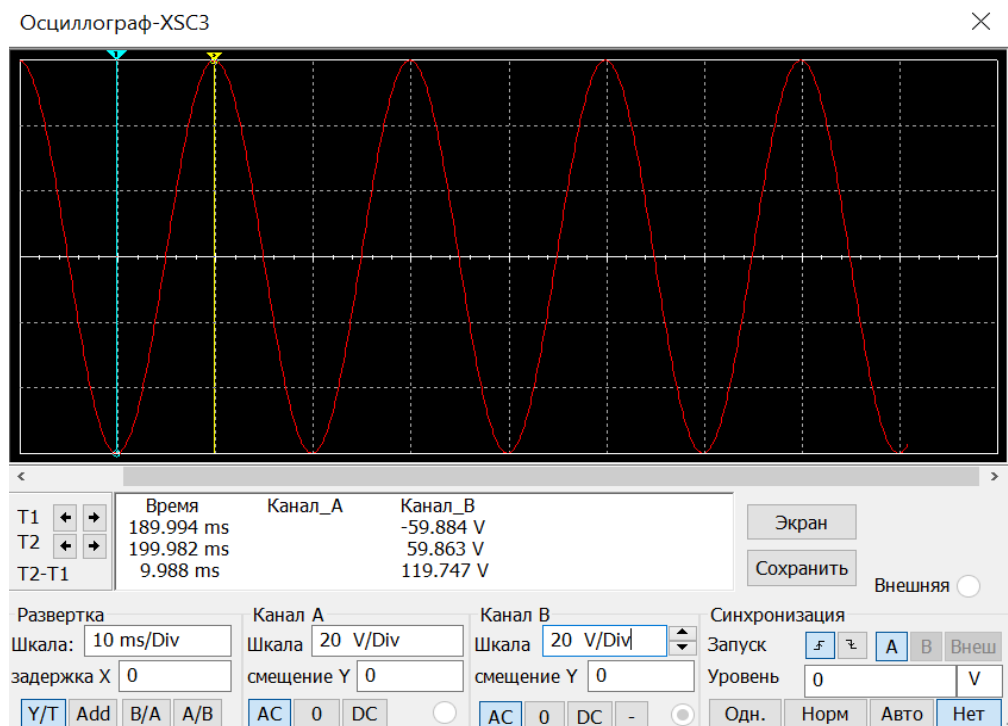 Осциллограф-XSC3
1
2
Время Канал_A Канал_B
T1 189.994 ms -59.884 V
T2 199.982 ms 59.863 V
T2-T1 9.988 ms 119.747 V
Экран
Сохранить
Внешняя
Развертка Канал A Канал B Синхронизация
Шкала: 10 ms/Div Шкала 20 V/Div Шкала 20 V/Div Запуск A B Внеш
задержка X 0 смещение Y 0 смещение Y 0 Уровень 0 V
Y/T Add B/A A/B AC 0 DC AC 0 DC - Одн. Норм Авто Нет